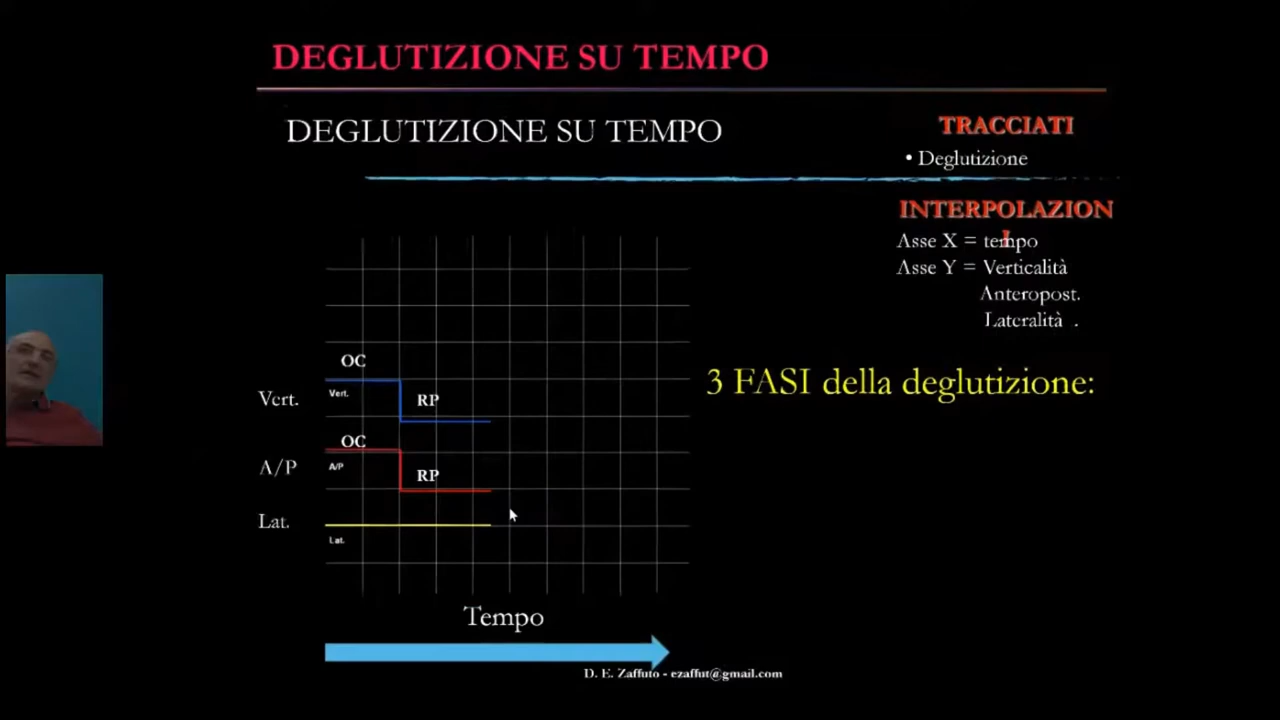 DEGLUTIZIONE SU TEMPO
DEGLUTIZIONE SU TEMPO
TRACCIATI
• Deglutizione
INTERPOLAZION
I
Asse X = tempo
Asse Y = Verticalità
Anteropost.
Lateralità .
3 FASI della deglutizione:
OC
Vert.
Vert.
RP
OC
A/P
A/P
RP
Lat.
Lat.
Tempo
D. E. Zaffuto - ezaffut@gmail.com